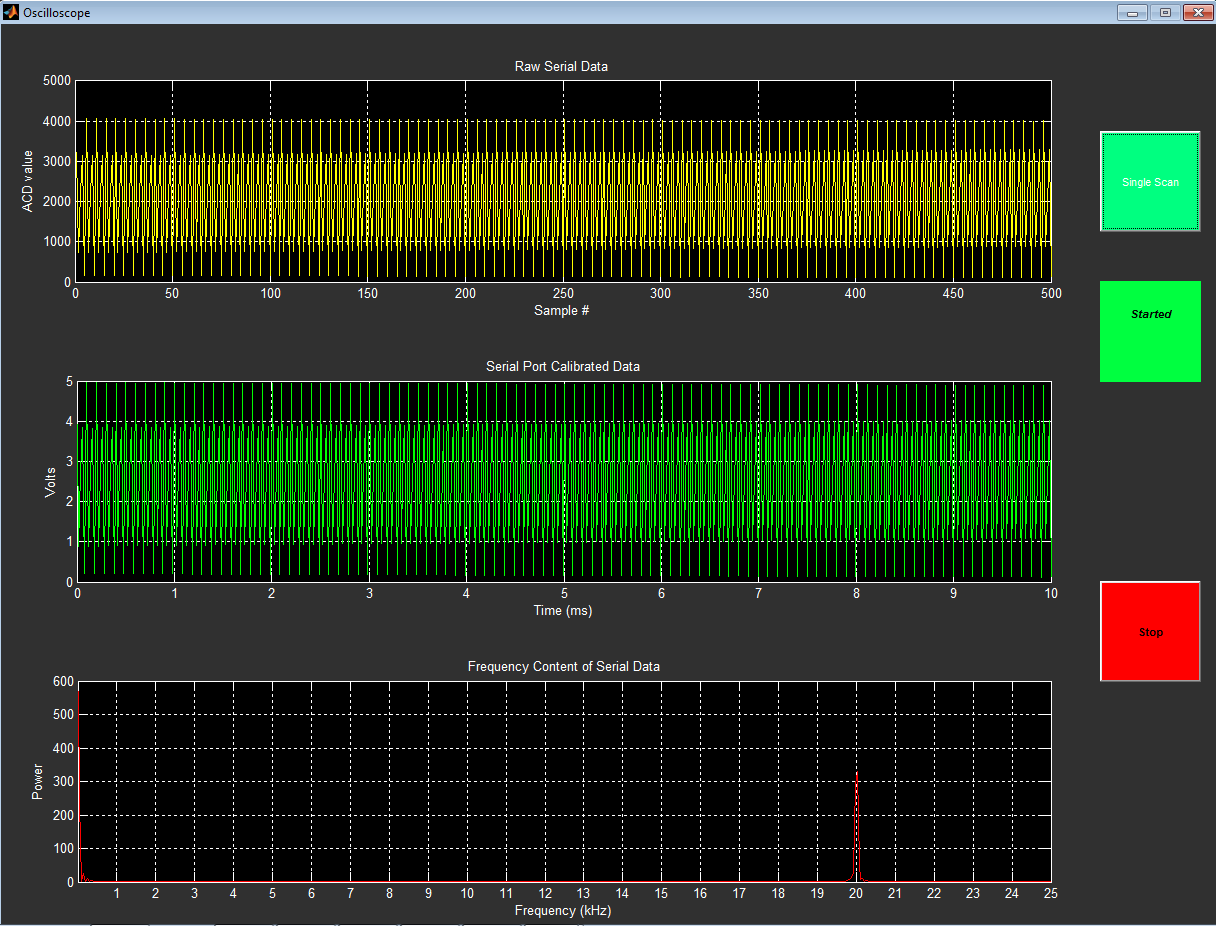 Oscilloscope
Raw Serial Data
5000
4000
3000
2000
1000
0
ACD value
0 50 100 150 200 250 300 350 400 450 500
Sample #
Single Scan
Started
Serial Port Calibrated Data
5
4
3
2
1
0
Volts
0 1 2 3 4 5 6 7 8 9 10
Time (ms)
Stop
Frequency Content of Serial Data
600
500
400
300
200
100
0
Power
1 2 3 4 5 6 7 8 9 10 11 12 13 14 15 16 17 18 19 20 21 22 23 24 25
Frequency (kHz)